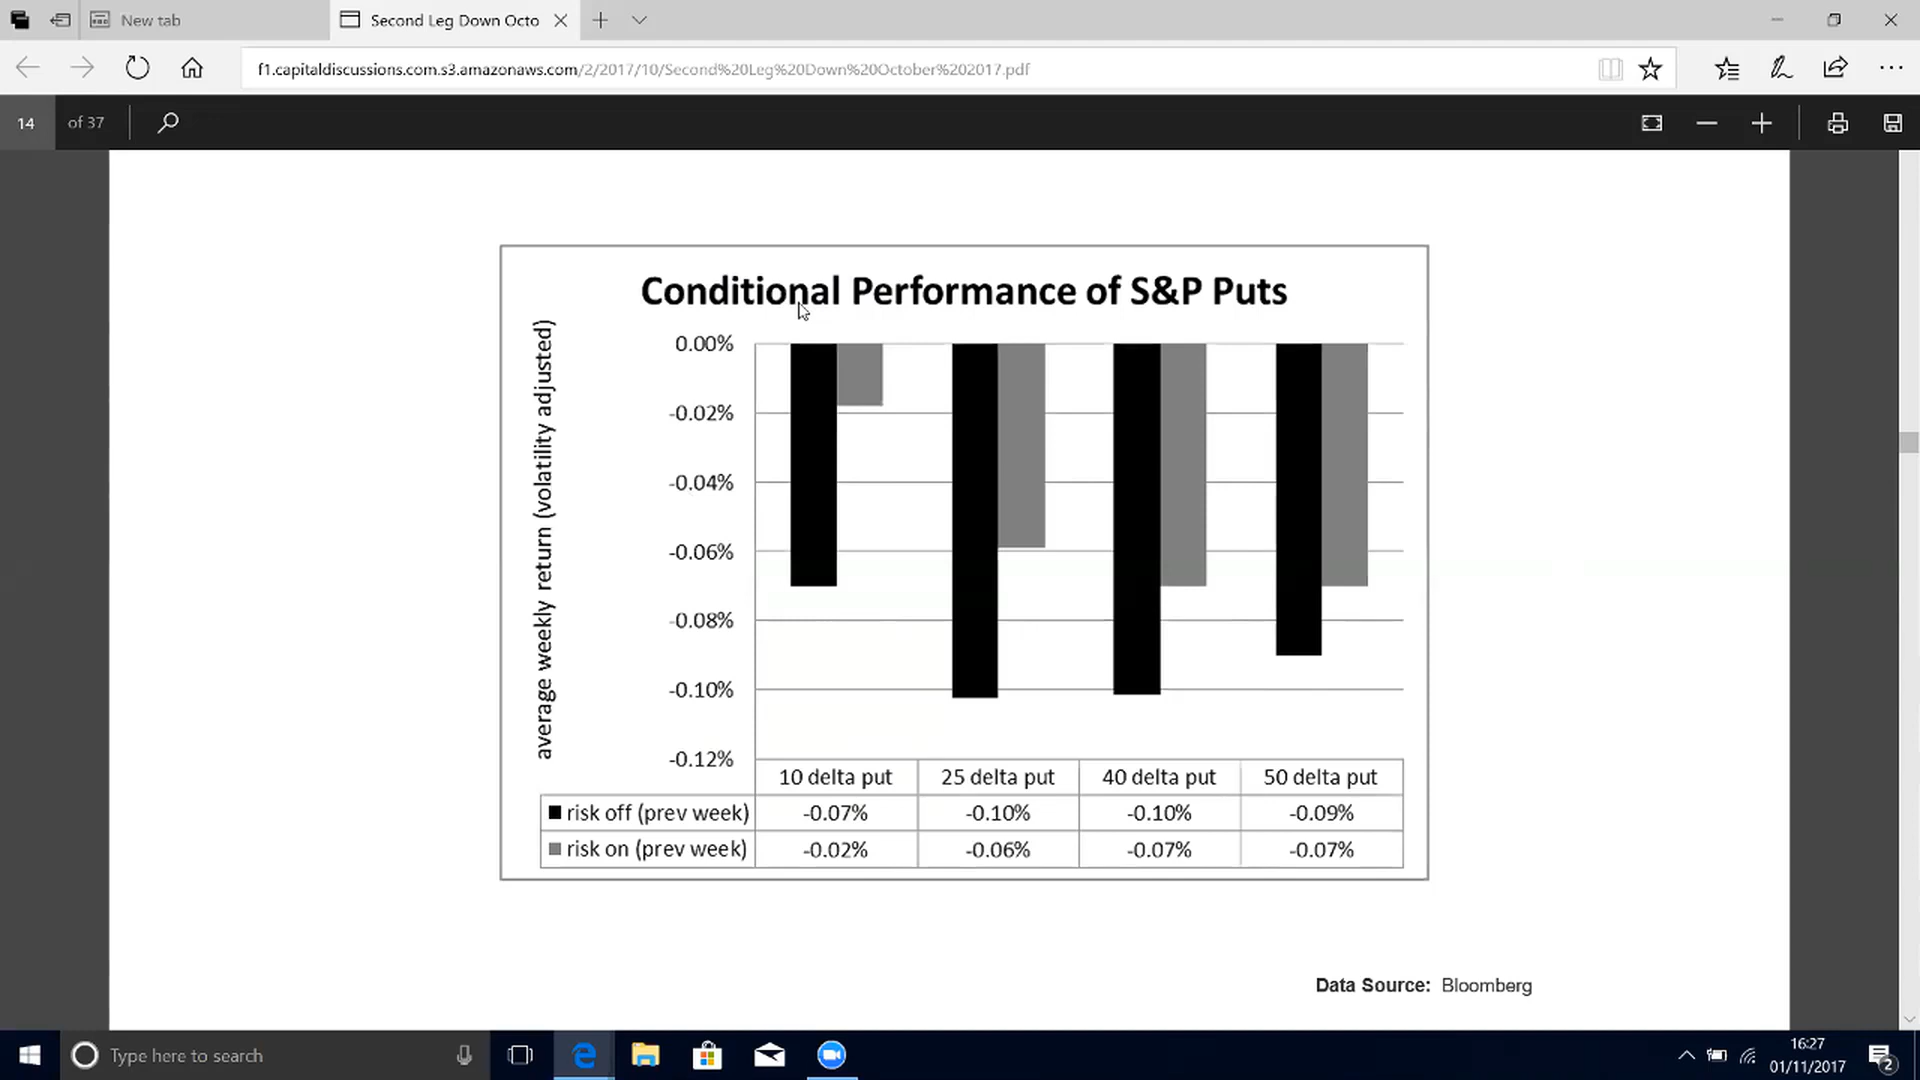 New tab
Second Leg Down Octo
f1.capitaldiscussions.com.s3.amazonaws.com/2/2017/10/Second%20Leg%20Down%20October%202017.pdf
14 of 37
Conditional Performance of S&P Puts
average weekly return (volatility adjusted)
0.00%
-0.02%
-0.04%
-0.06%
-0.08%
-0.10%
-0.12%
10 delta put 25 delta put 40 delta put 50 delta put
risk off (prev week) -0.07% -0.10% -0.10% -0.09%
risk on (prev week) -0.02% -0.06% -0.07% -0.07%
Data Source: Bloomberg
Type here to search
16:27
01/11/2017
2